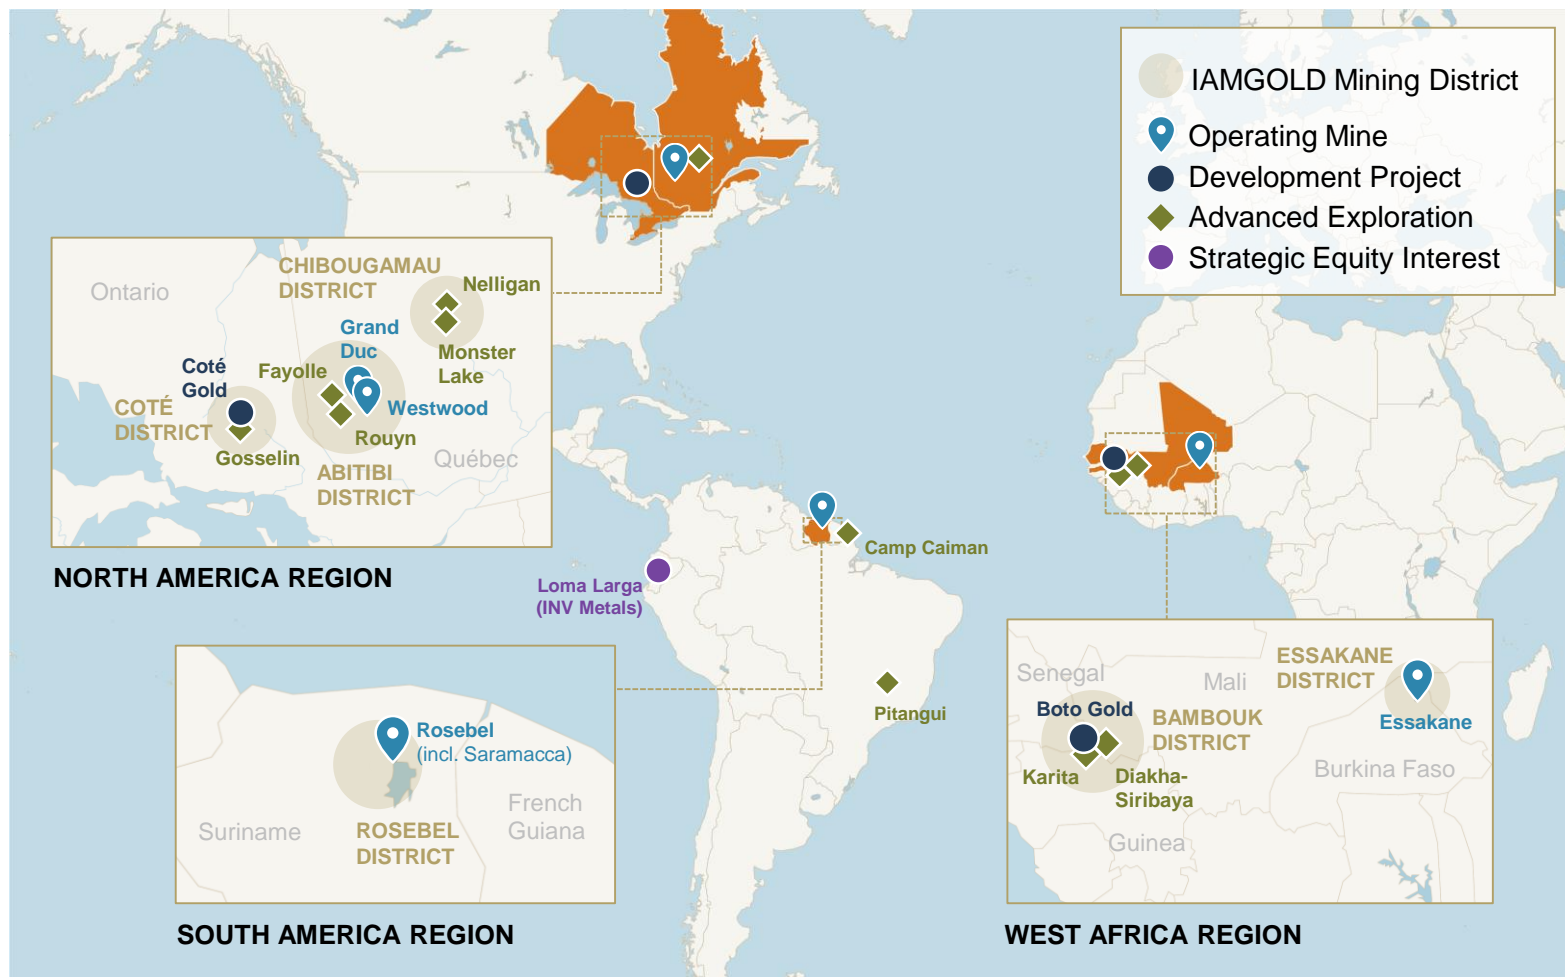 IAMGOLD Mining District
Operating Mine
Development Project
Advanced Exploration
Strategic Equity Interest
Ontario
CHIBOUGAMAU
DISTRICT
Nelligan
Grand
Duc
Monster
Lake
Fayolle
Coté
Gold
Westwood
COTÉ
DISTRICT
Rouyn
Gosselin
Québec
ABITIBI
DISTRICT
NORTH AMERICA REGION
Camp Caiman
Loma Larga
(INV Metals)
Pitangui
Rosebel
(incl. Saramacca)
Suriname
French
Guiana
ROSEBEL
DISTRICT
SOUTH AMERICA REGION
Senegal
Mali
ESSAKANE
DISTRICT
Boto Gold
BAMBOUK
DISTRICT
Essakane
Karita
Diakha-
Siribaya
Burkina Faso
Guinea
WEST AFRICA REGION